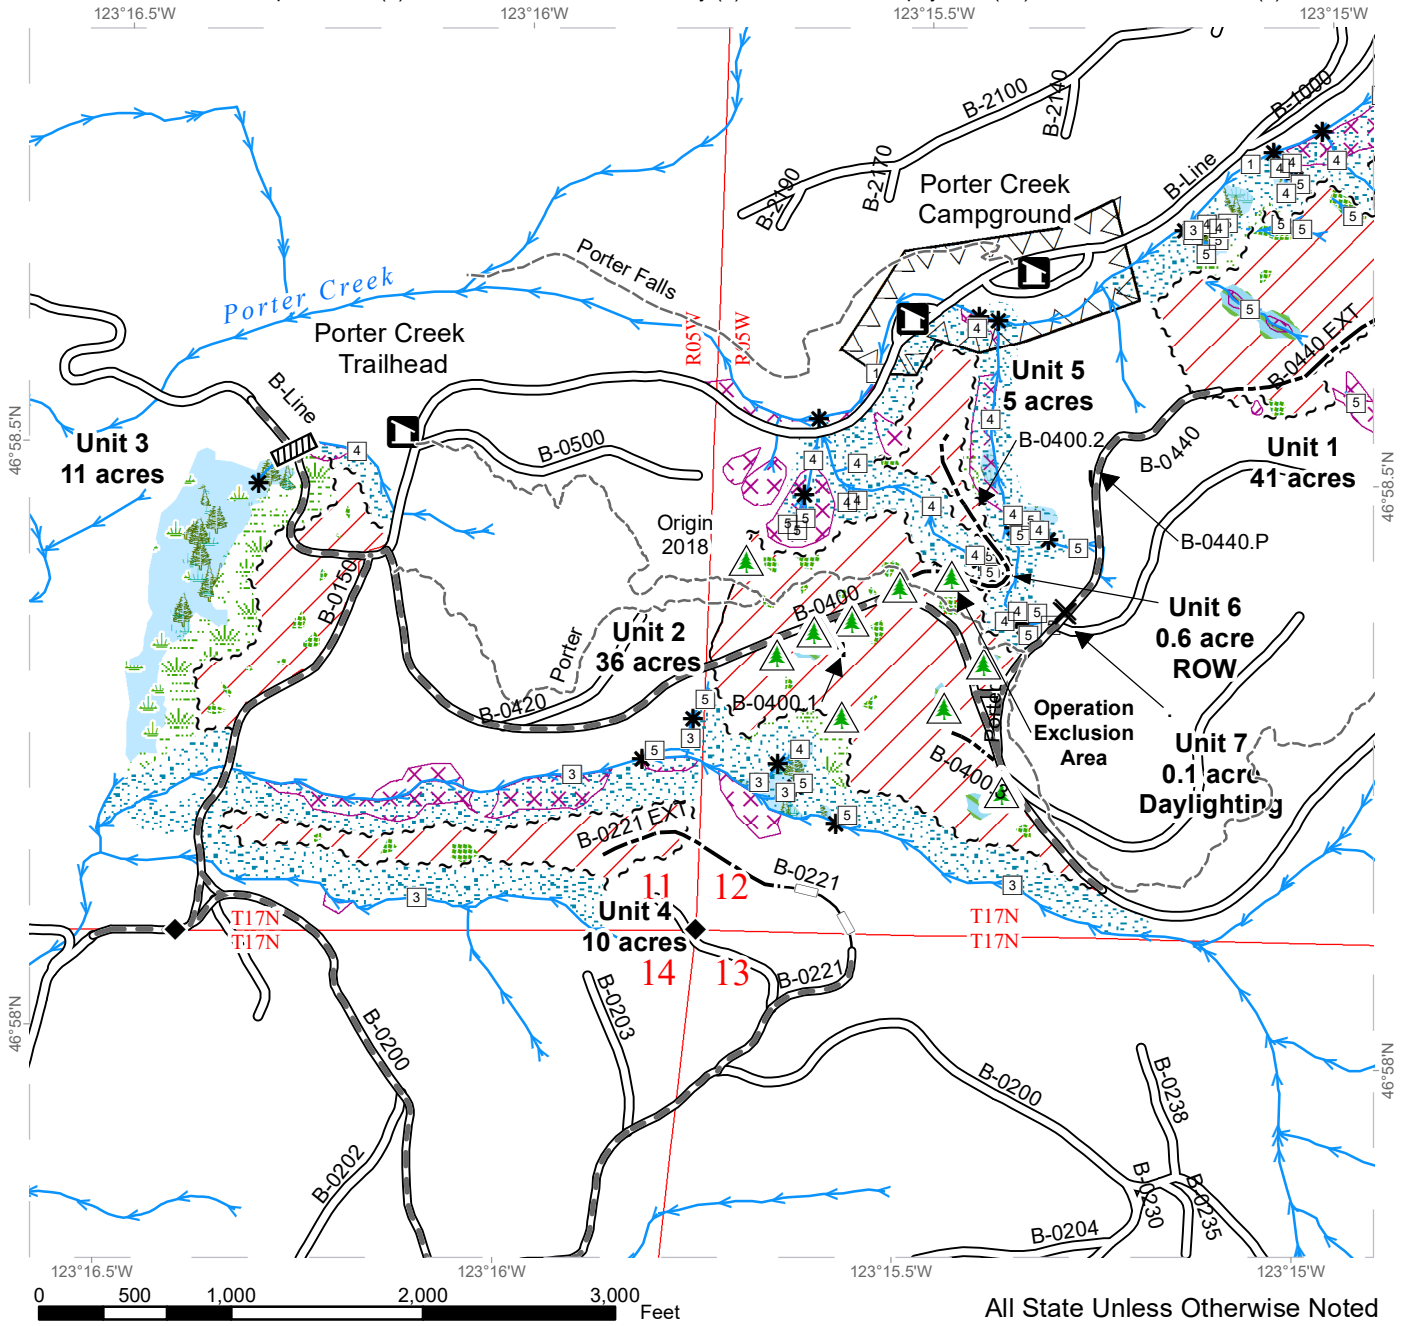 123°16.5'W
123°16'W
123°15.5'W
123°15'W
B-2100
B-2140
B-1000
B-2190
B-2170
B-Line
Porter Creek
Campground
Porter Falls
Porter Creek
Porter Creek
Trailhead
R05W
R05W
B-0440 EXT
B-Line
Unit 5
5 acres
46°58.5'N
Unit 3
11 acres
B-0500
B-0400.2
B-0440
Unit 1
41 acres
46°58.5'N
Origin
2018
B-0440.P
B-0150
B-0400
Unit 2
36 acres
Unit 6
0.6 acre
ROW
Porter
B-0420
B-0400.1
Porter
Operation
Exclusion
Area
B-0400.3
Unit 7
0.1 acre
Daylighting
B-0221 EXT
B-0221
11
12
T17N
T17N
T17N
T17N
Unit 4
10 acres
14
13
B-0221
B-0203
B-0200
46°58'N
46°58'N
B-0200
B-0238
B-0202
B-0230
B-0235
B-0204
123°16.5'W
123°16'W
123°15.5'W
123°15'W
0
500
1,000
2,000
3,000
Feet
All State Unless Otherwise Noted